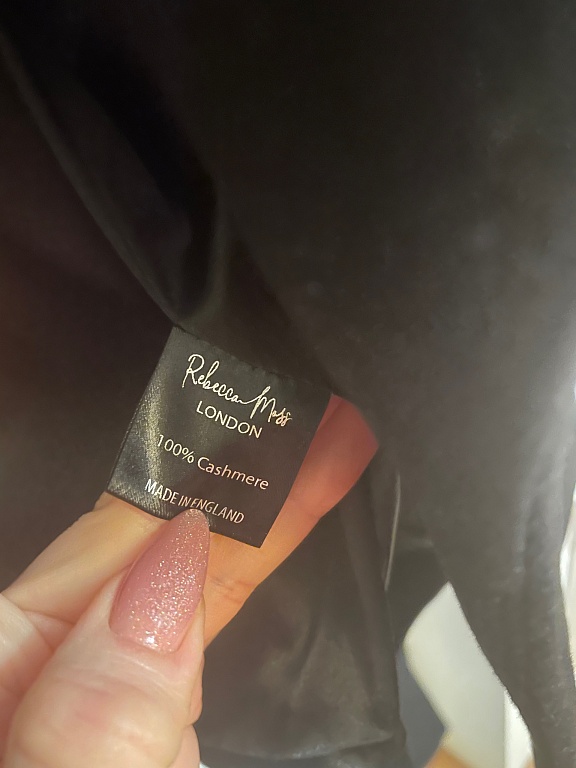 Rebecca Moss
LONDON
100% Cashmere
MADE IN ENGLAND